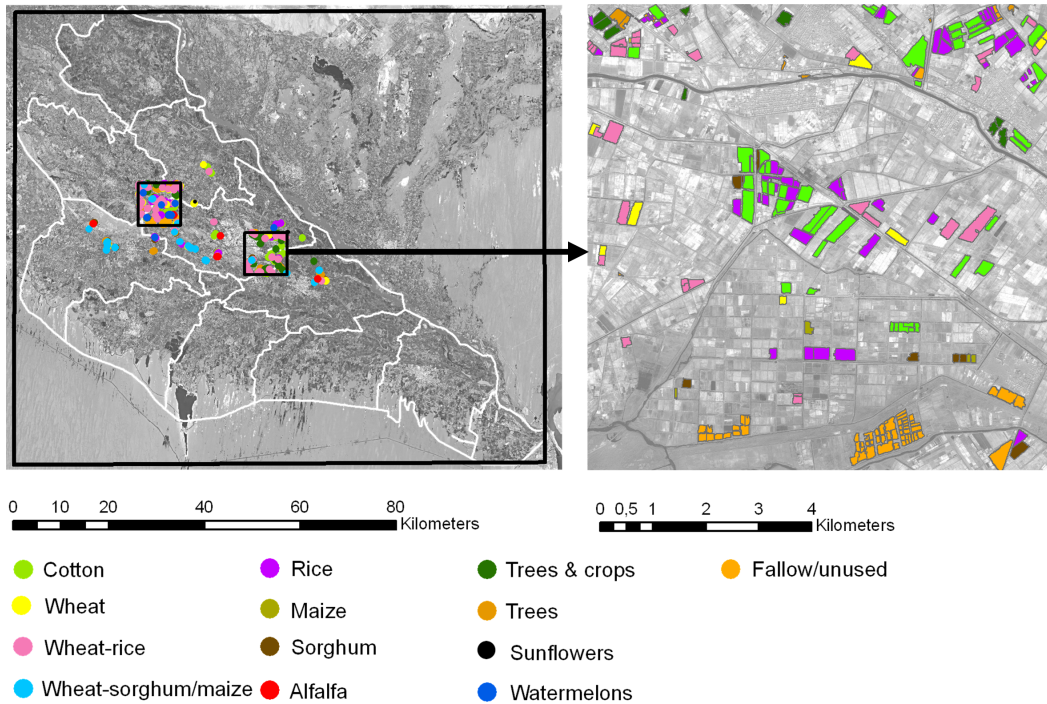 0 10 20 40 60 80
Kilometers
0 0,5 1 2 3 4
Kilometers
Cotton Rice Trees & crops Fallow/unused
Wheat Maize Trees
Wheat-rice Sorghum Sunflowers
Wheat-sorghum/maize Alfalfa Watermelons